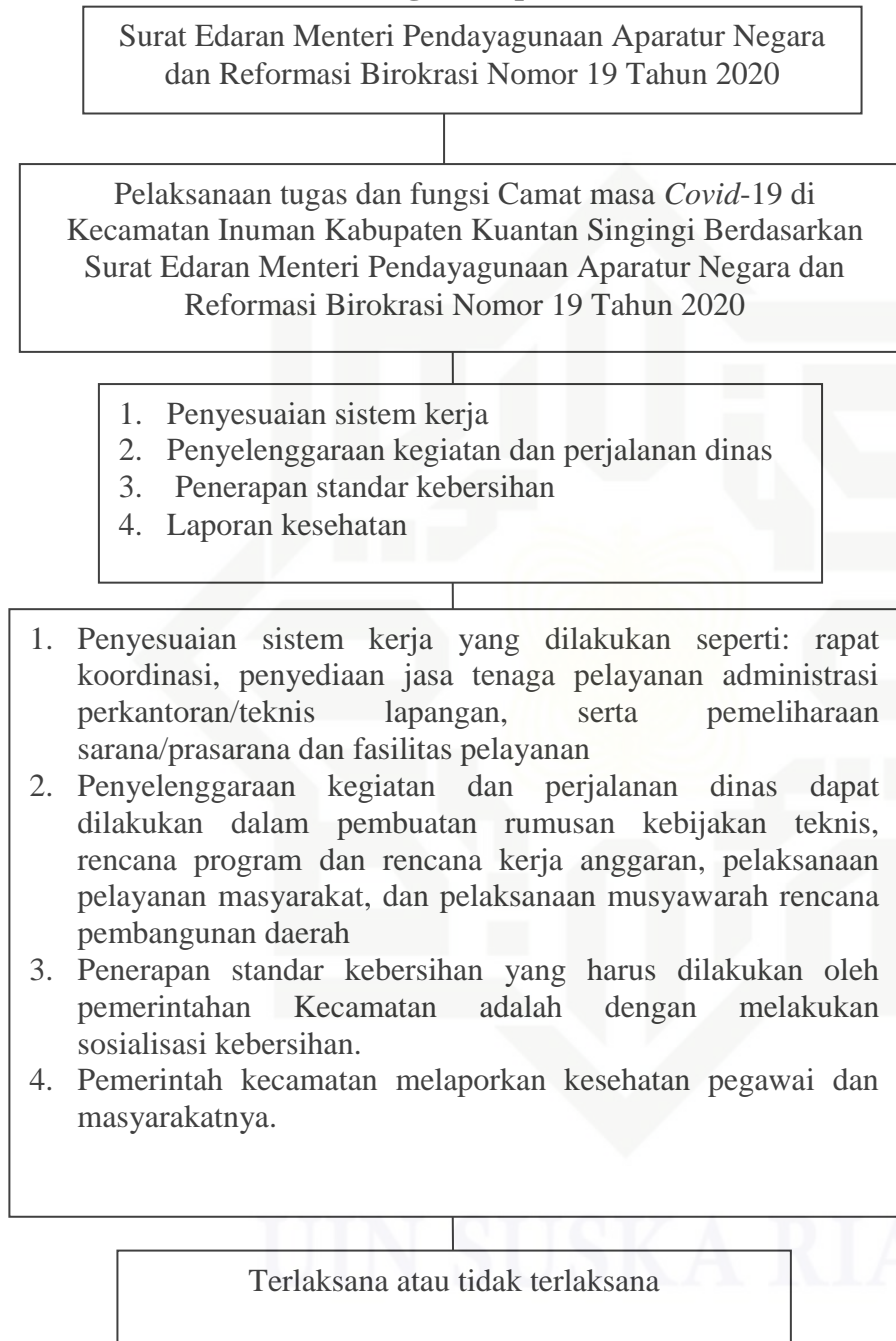 Surat Edaran Menteri Pendayagunaan Aparatur Negara
dan Reformasi Birokrasi Nomor 19 Tahun 2020
Pelaksanaan tugas dan fungsi Camat masa Covid-19 di
Kecamatan Inuman Kabupaten Kuantan Singingi Berdasarkan
Surat Edaran Menteri Pendayagunaan Aparatur Negara dan
Reformasi Birokrasi Nomor 19 Tahun 2020
1. Penyesuaian sistem kerja
2. Penyelenggaraan kegiatan dan perjalanan dinas
3. Penerapan standar kebersihan
4. Laporan kesehatan
1. Penyesuaian sistem kerja yang dilakukan seperti: rapat
koordinasi, penyediaan jasa tenaga pelayanan administrasi
perkantoran/teknis lapangan, serta pemeliharaan
sarana/prasarana dan fasilitas pelayanan
2. Penyelenggaraan kegiatan dan perjalanan dinas dapat
dilakukan dalam pembuatan rumusan kebijakan teknis,
rencana program dan rencana kerja anggaran, pelaksanaan
pelayanan masyarakat, dan pelaksanaan musyawarah rencana
pembangunan daerah
3. Penerapan standar kebersihan yang harus dilakukan oleh
pemerintahan Kecamatan adalah dengan melakukan
sosialisasi kebersihan.
4. Pemerintah kecamatan melaporkan kesehatan pegawai dan
masyarakatnya.
UIN SUSKA RIA
Terlaksana atau tidak terlaksana